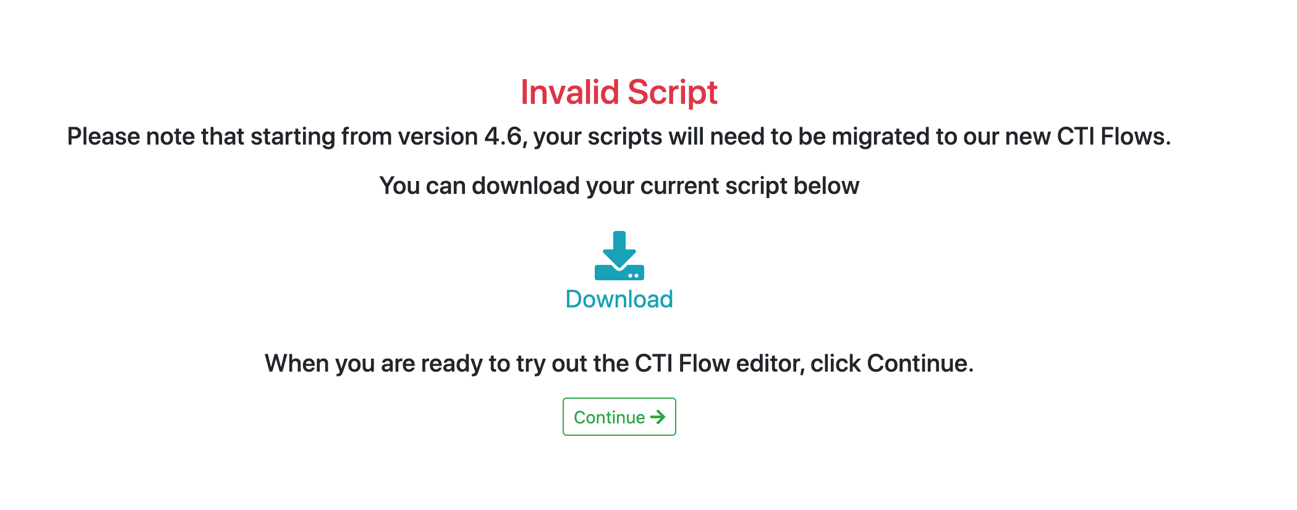 Invalid Script
Please note that starting from version 4.6, your scripts will need to be migrated to our new CTI Flows.
You can download your current script below
Download
When you are ready to try out the CTI Flow editor, click Continue.
Continue